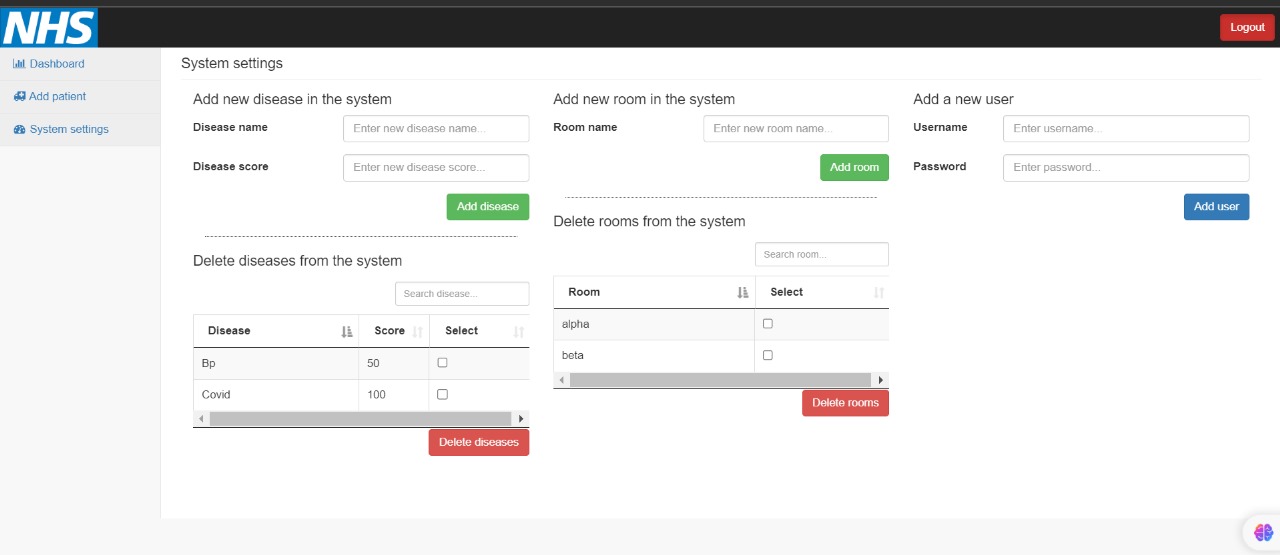 NHS
Logout
Dashboard
Add patient
System settings
System settings
Add new disease in the system
Disease name
Enter new disease name...
Disease score
Enter new disease score...
Add disease
Delete diseases from the system
Search disease...
Disease Score Select
Bp 50
Covid 100
Delete diseases
Add new room in the system
Room name
Enter new room name...
Add room
Delete rooms from the system
Search room...
Room Select
alpha
beta
Delete rooms
Add a new user
Username
Enter username...
Password
Enter password...
Add user